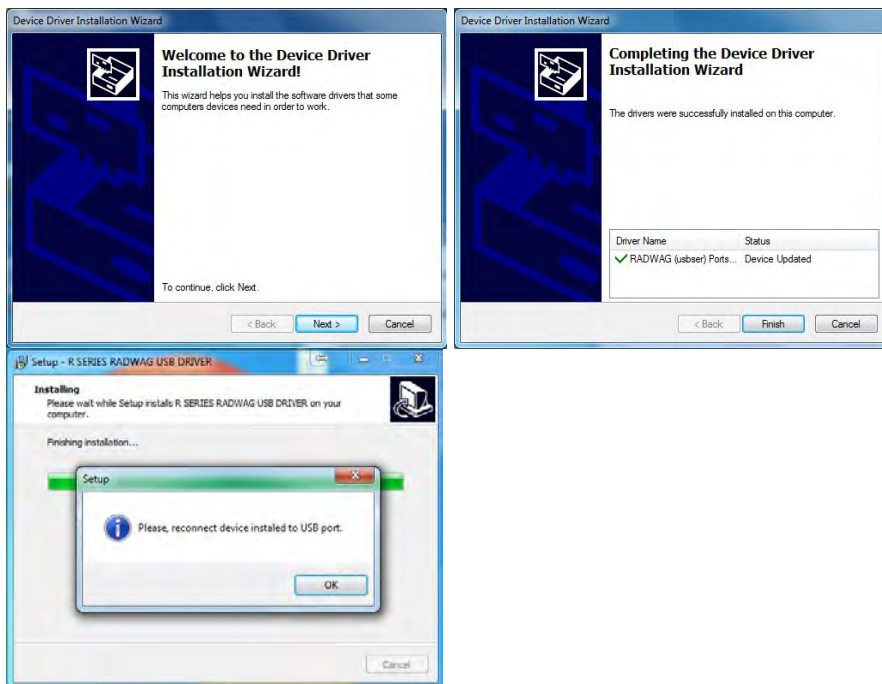 Device Driver Installation Wizard
Welcome to the Device Driver
Installation Wizard!
This wizard helps you install the software drivers that some
computers devices need in order to work.
To continue, click Next.
< Back
Next >
Cancel
Device Driver Installation Wizard
Completing the Device Driver
Installation Wizard
The drivers were successfully installed on this computer.
Driver Name Status
RADWAG (usbser) Ports... Device Updated
< Back
Finish
Cancel
Setup - R SERIES RADWAG USB DRIVER
Installing
Please wait while Setup installs R SERIES RADWAG USB DRIVER on your
computer.
Finishing installation...
Setup
Please, reconnect device instaled to USB port.
OK
Cancel